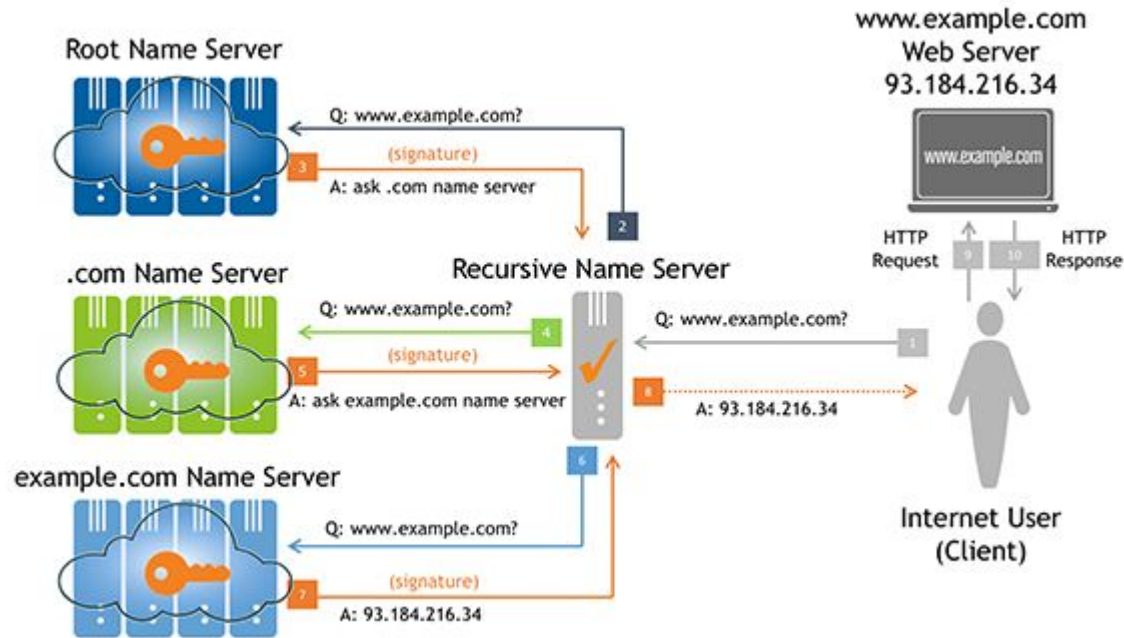 www.example.com
Web Server
93.184.216.34
Root Name Server
Q: www.example.com?
3
(signature)
A: ask .com name server
2
www.example.com
HTTP
Request
9
10
HTTP
Response
.com Name Server
Recursive Name Server
Q: www.example.com?
4
5
(signature)
A: ask example.com name server
Q: www.example.com?
1
8
A: 93.184.216.34
example.com Name Server
6
Q: www.example.com?
7
(signature)
A: 93.184.216.34
Internet User
(Client)